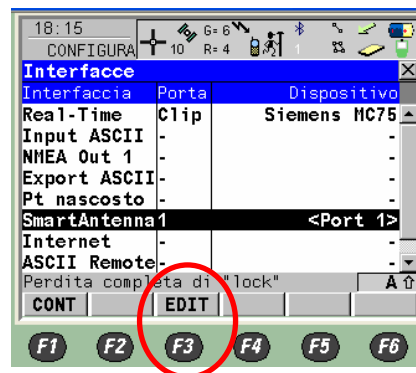 18:15 G= 6
CONFIGURA 10 R= 4 1
Interfacce
Interfaccia Porta Dispositivo
Real-Time Clip Siemens MC75
Input ASCII - -
NMEA Out 1 - -
Export ASCII - -
Pt nascosto - -
SmartAntenna 1 <Port 1>
Internet - -
ASCII Remote - -
Perdita completa di "lock" A
CONT EDIT
F1 F2 F3 F4 F5 F6